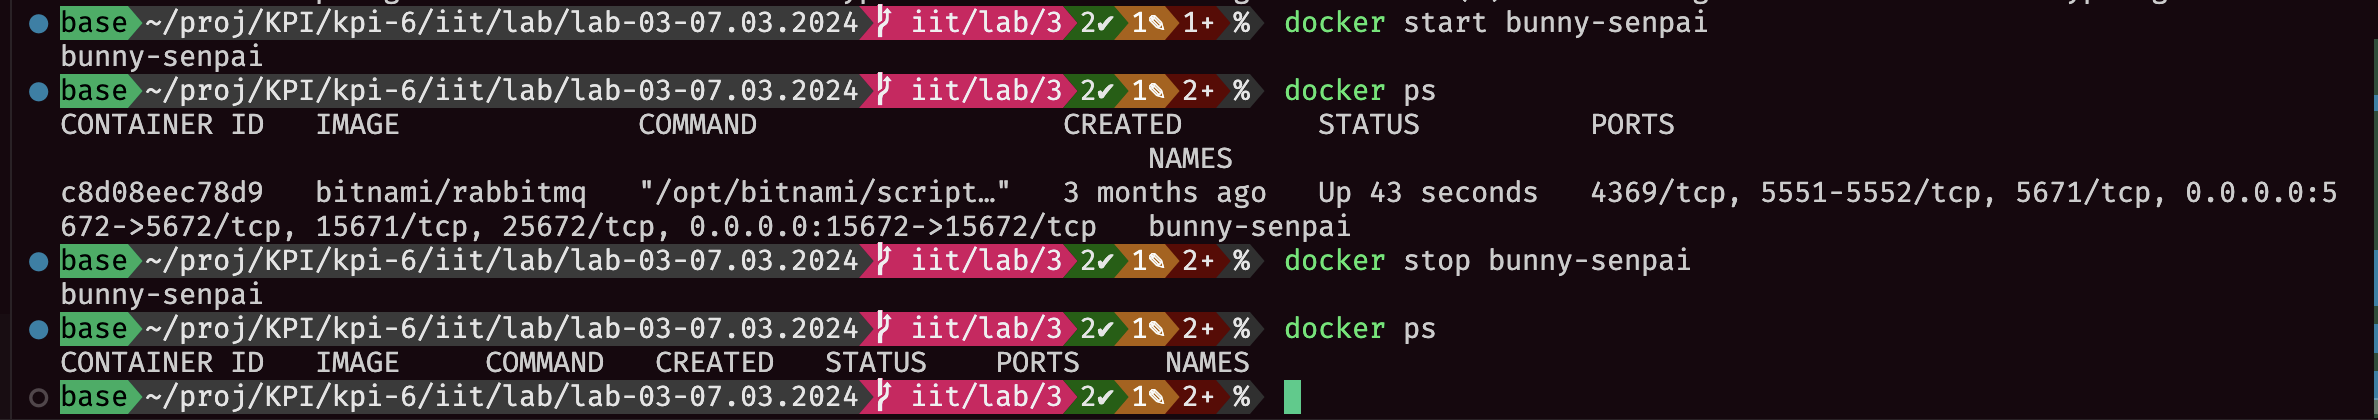 base ~/proj/KPI/kpi-6/iit/lab/lab-03-07.03.2024 iit/lab/3 2✔ 1✎ 1+ % docker start bunny-senpai
bunny-senpai
base ~/proj/KPI/kpi-6/iit/lab/lab-03-07.03.2024 iit/lab/3 2✔ 1✎ 2+ % docker ps
CONTAINER ID IMAGE COMMAND CREATED STATUS PORTS
NAMES
c8d08eec78d9 bitnami/rabbitmq "/opt/bitnami/script…" 3 months ago Up 43 seconds 4369/tcp, 5551-5552/tcp, 5671/tcp, 0.0.0.0:5
672->5672/tcp, 15671/tcp, 25672/tcp, 0.0.0.0:15672->15672/tcp bunny-senpai
base ~/proj/KPI/kpi-6/iit/lab/lab-03-07.03.2024 iit/lab/3 2✔ 1✎ 2+ % docker stop bunny-senpai
bunny-senpai
base ~/proj/KPI/kpi-6/iit/lab/lab-03-07.03.2024 iit/lab/3 2✔ 1✎ 2+ % docker ps
CONTAINER ID IMAGE COMMAND CREATED STATUS PORTS NAMES
base ~/proj/KPI/kpi-6/iit/lab/lab-03-07.03.2024 iit/lab/3 2✔ 1✎ 2+ %